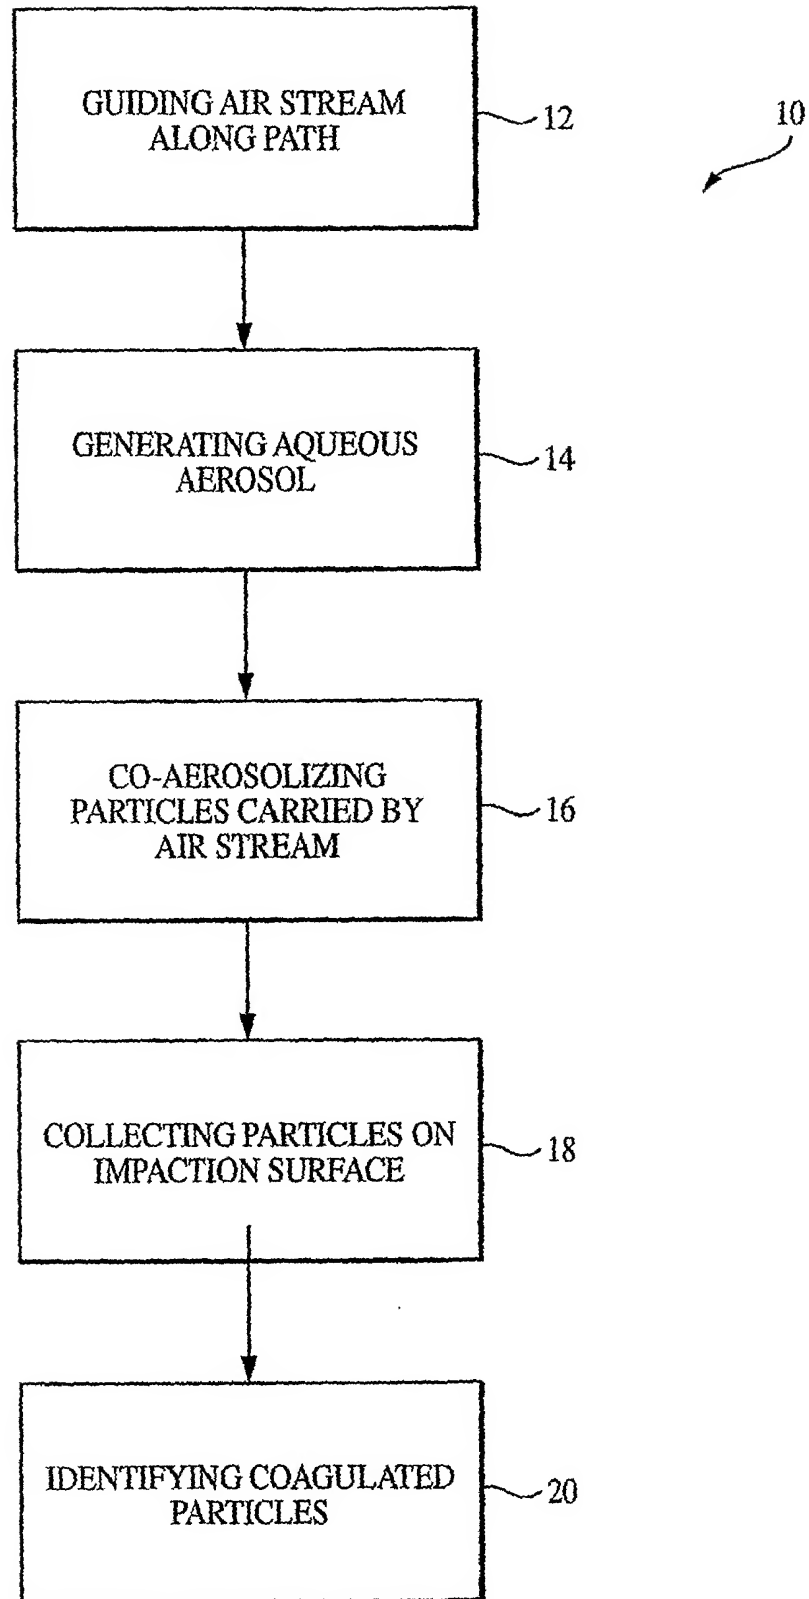 GUIDING AIR STREAM
ALONG PATH
12
10
GENERATING AQUEOUS
AEROSOL
14
CO-AEROSOLIZING
PARTICLES CARRIED BY
AIR STREAM
16
COLLECTING PARTICLES ON
IMPACTION SURFACE
18
IDENTIFYING COAGULATED
PARTICLES
20